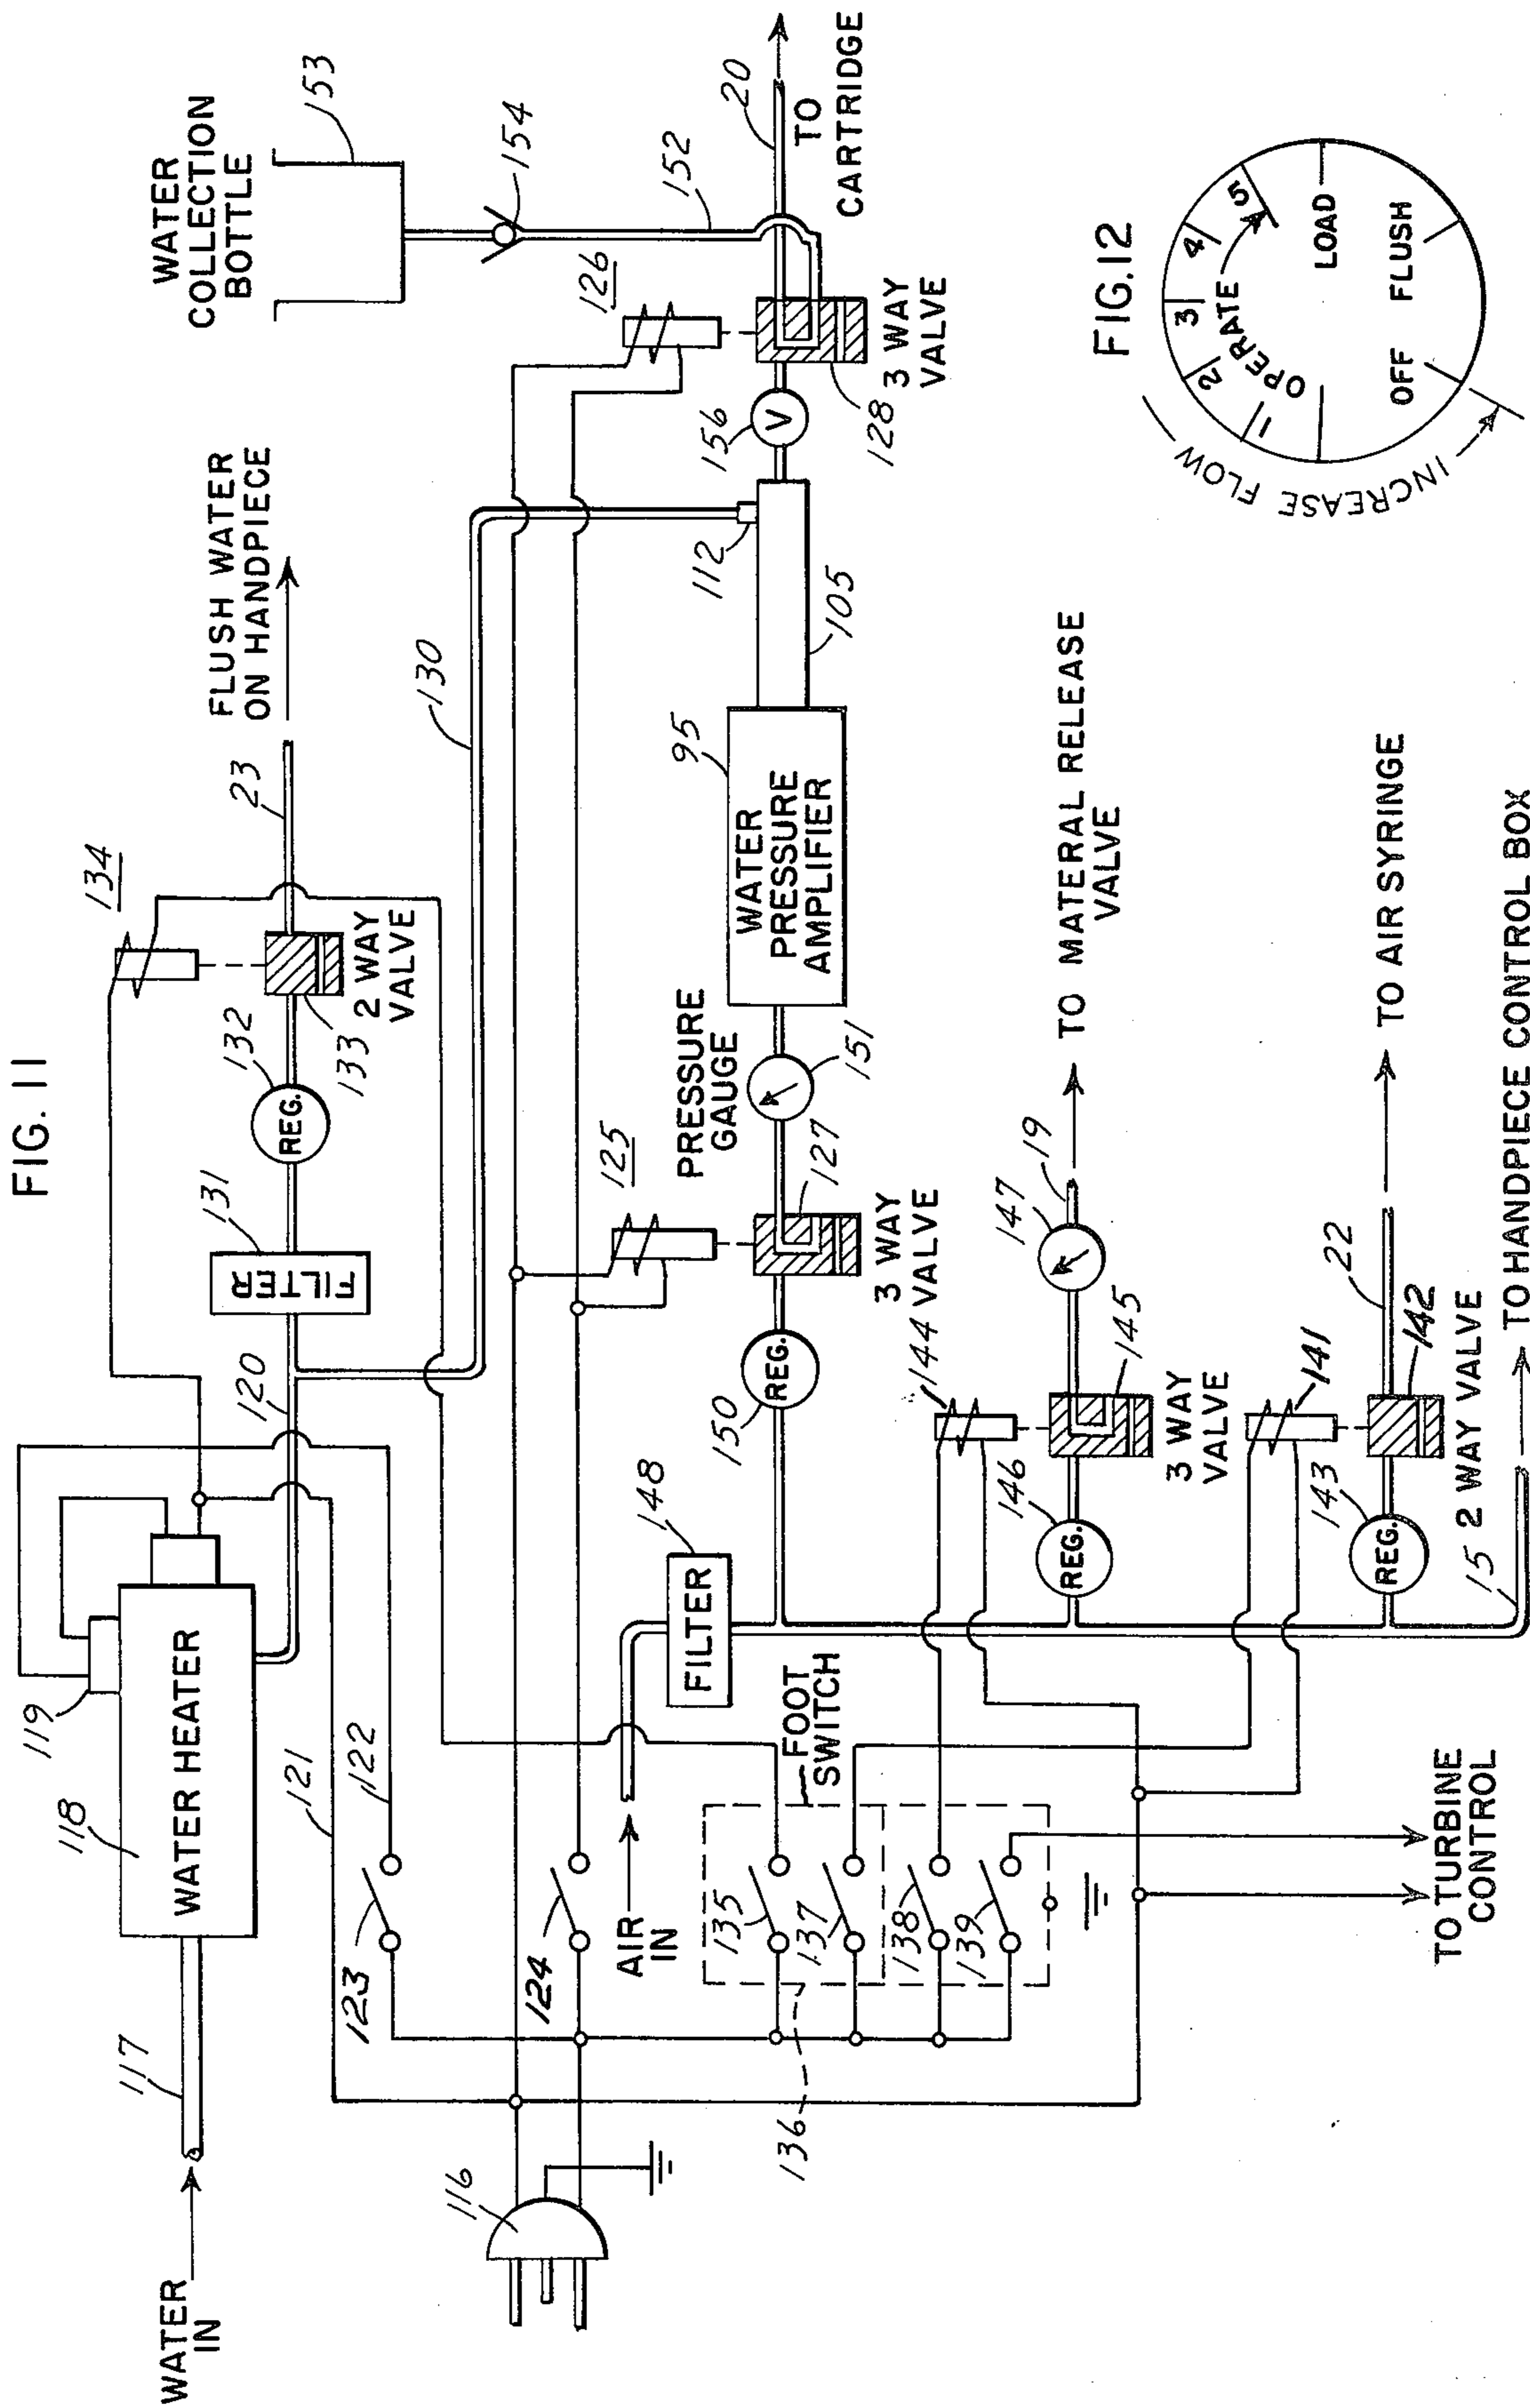 FIG. 11
WATER
IN
117
118
WATER HEATER
119
120
121
122
123
124
FILTER
131
REG.
132
133
2 WAY
VALVE
134
23
FLUSH WATER
ON HANDPIECE
130
WATER
COLLECTION
BOTTLE
153
154
152
126
20
TO
CARTRIDGE
3 WAY
VALVE
128
156
V
112
105
95
WATER
PRESSURE
AMPLIFIER
PRESSURE
GAUGE
151
125
127
3 WAY
VALVE
REG.
150
116
AIR
IN
FILTER
148
FOOT
SWITCH
135
137
138
139
136
144
145
3 WAY
VALVE
REG.
146
147
19
TO MATERAL RELEASE
VALVE
141
142
REG.
143
2 WAY VALVE
22
TO AIR SYRINGE
15
TO HANDPIECE CONTROL BOX
TO TURBINE
CONTROL
FIG. 12
OPERATE
1
2
3
4
5
LOAD
FLUSH
OFF
INCREASE FLOW